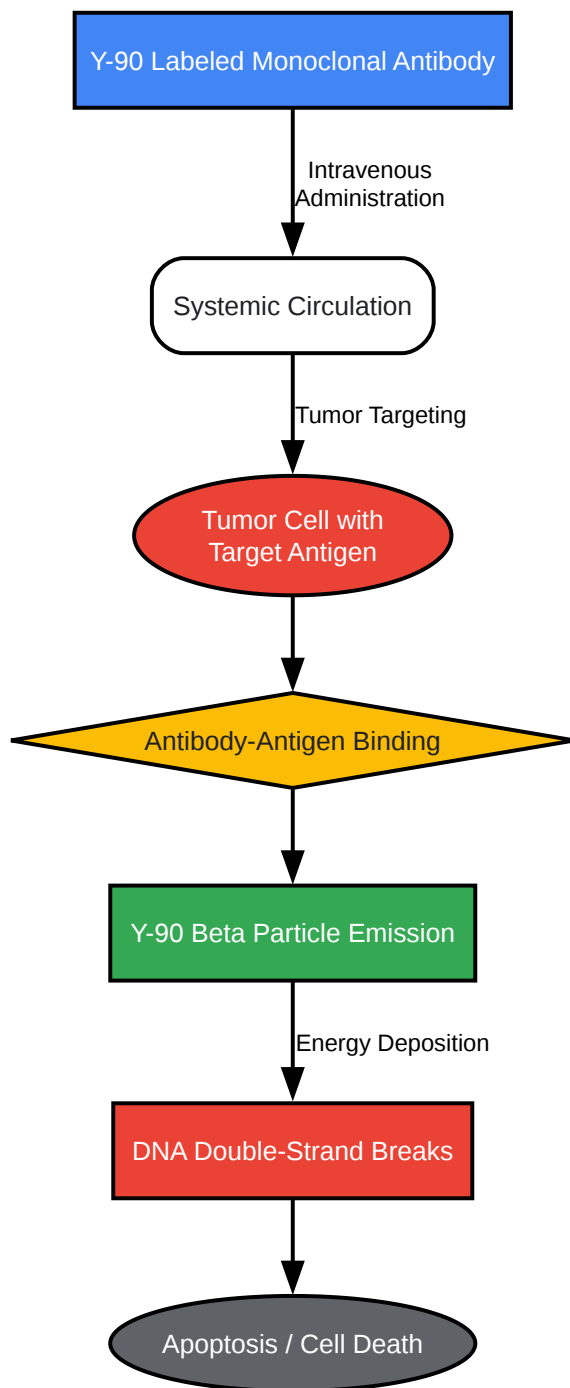 Y-90 Labeled Monoclonal Antibody
Intravenous
Administration
Systemic Circulation
Tumor Targeting
Tumor Cell with
Target Antigen
Antibody-Antigen Binding
Y-90 Beta Particle Emission
Energy Deposition
DNA Double-Strand Breaks
Apoptosis / Cell Death